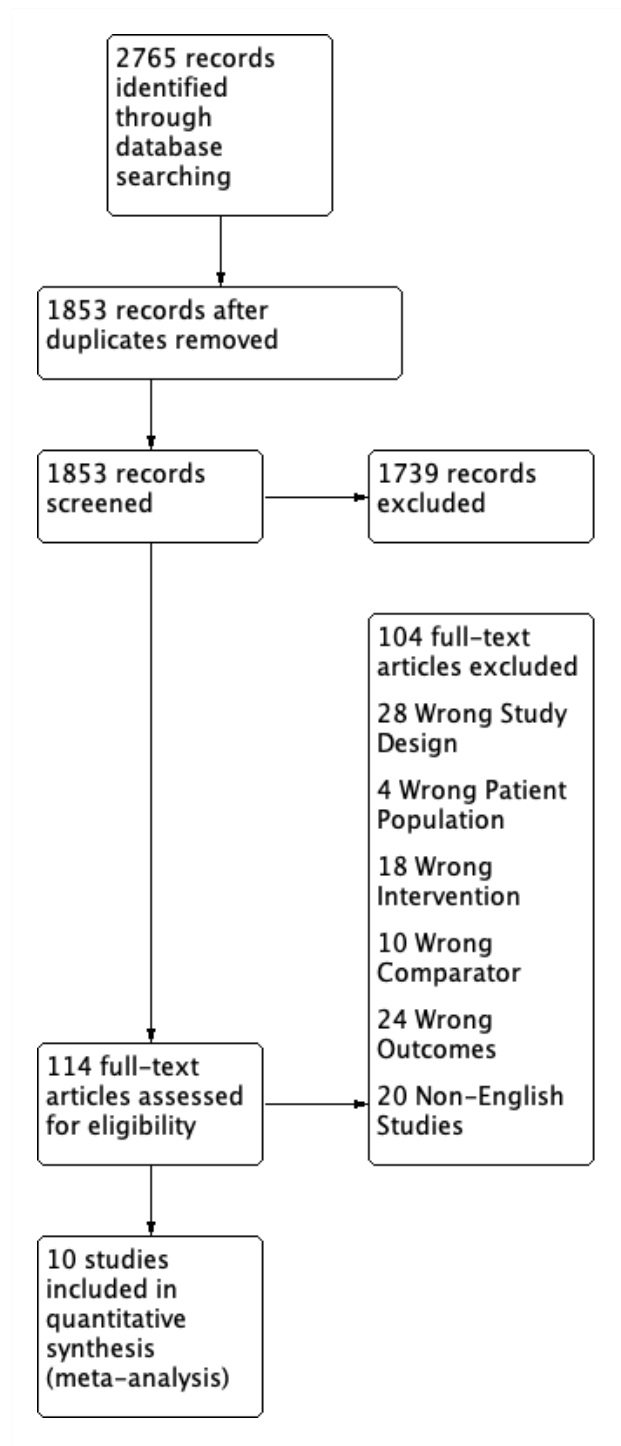 2765 records
identified
through
database
searching
1853 records after
duplicates removed
1853 records
screened
1739 records
excluded
104 full-text
articles excluded
28 Wrong Study
Design
4 Wrong Patient
Population
18 Wrong
Intervention
10 Wrong
Comparator
24 Wrong
Outcomes
20 Non-English
Studies
114 full-text
articles assessed
for eligibility
10 studies
included in
quantitative
synthesis
(meta-analysis)